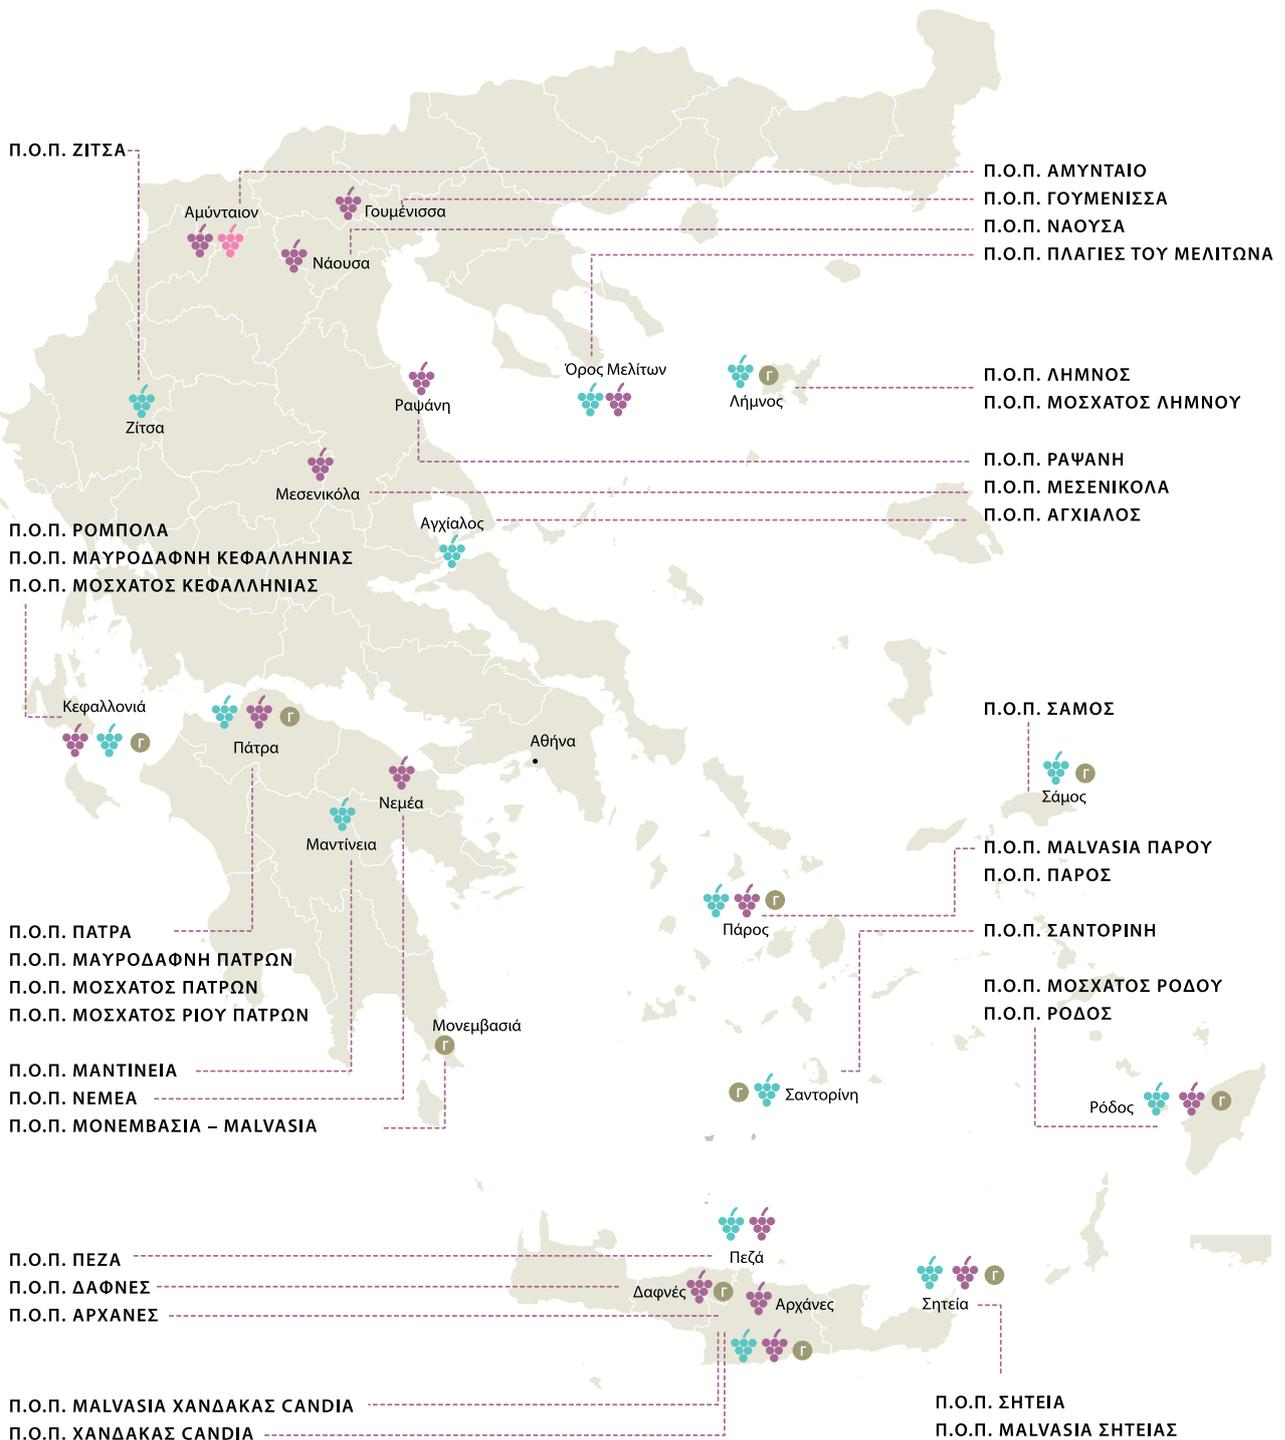 Π.Ο.Π. ΖΙΤΣΑ
Π.Ο.Π. ΑΜΥΝΤΑΙΟ
Π.Ο.Π. ΓΟΥΜΕΝΙΣΣΑ
Π.Ο.Π. ΝΑΟΥΣΑ
Π.Ο.Π. ΠΛΑΓΙΕΣ ΤΟΥ ΜΕΛΙΤΩΝΑ
Αμύνταιον
Γουμένισσα
Νάουσα
Όρος Μελίτων
Γ
Λήμνος
Π.Ο.Π. ΛΗΜΝΟΣ
Π.Ο.Π. ΜΟΣΧΑΤΟΣ ΛΗΜΝΟΥ
Ραψάνη
Ζίτσα
Π.Ο.Π. ΡΑΨΑΝΗ
Π.Ο.Π. ΜΕΣΕΝΙΚΟΛΑ
Π.Ο.Π. ΑΓΧΙΑΛΟΣ
Μεσενικόλα
Αγχίαλος
Π.Ο.Π. ΡΟΜΠΟΛΑ
Π.Ο.Π. ΜΑΥΡΟΔΑΦΝΗ ΚΕΦΑΛΛΗΝΙΑΣ
Π.Ο.Π. ΜΟΣΧΑΤΟΣ ΚΕΦΑΛΛΗΝΙΑΣ
Κεφαλλονιά
Γ
Γ
Πάτρα
Αθήνα
Νεμέα
Μαντίνεια
Π.Ο.Π. ΣΑΜΟΣ
Γ
Σάμος
Π.Ο.Π. MALVASIA ΠΑΡΟΥ
Π.Ο.Π. ΠΑΡΟΣ
Γ
Πάρος
Π.Ο.Π. ΣΑΝΤΟΡΙΝΗ
Π.Ο.Π. ΠΑΤΡΑ
Π.Ο.Π. ΜΑΥΡΟΔΑΦΝΗ ΠΑΤΡΩΝ
Π.Ο.Π. ΜΟΣΧΑΤΟΣ ΠΑΤΡΩΝ
Π.Ο.Π. ΜΟΣΧΑΤΟΣ ΡΙΟΥ ΠΑΤΡΩΝ
Π.Ο.Π. ΜΟΣΧΑΤΟΣ ΡΟΔΟΥ
Π.Ο.Π. ΡΟΔΟΣ
Μονεμβασιά
Γ
Π.Ο.Π. ΜΑΝΤΙΝΕΙΑ
Π.Ο.Π. ΝΕΜΕΑ
Π.Ο.Π. ΜΟΝΕΜΒΑΣΙΑ – MALVASIA
Γ
Σαντορίνη
Ρόδος
Γ
Πεζά
Π.Ο.Π. ΠΕΖΑ
Π.Ο.Π. ΔΑΦΝΕΣ
Π.Ο.Π. ΑΡΧΑΝΕΣ
Δαφνές
Γ
Αρχάνες
Γ
Γ
Σητεία
Π.Ο.Π. MALVASIA ΧΑΝΔΑΚΑΣ CANDIA
Π.Ο.Π. ΧΑΝΔΑΚΑΣ CANDIA
Π.Ο.Π. ΣΗΤΕΙΑ
Π.Ο.Π. MALVASIA ΣΗΤΕΙΑΣ